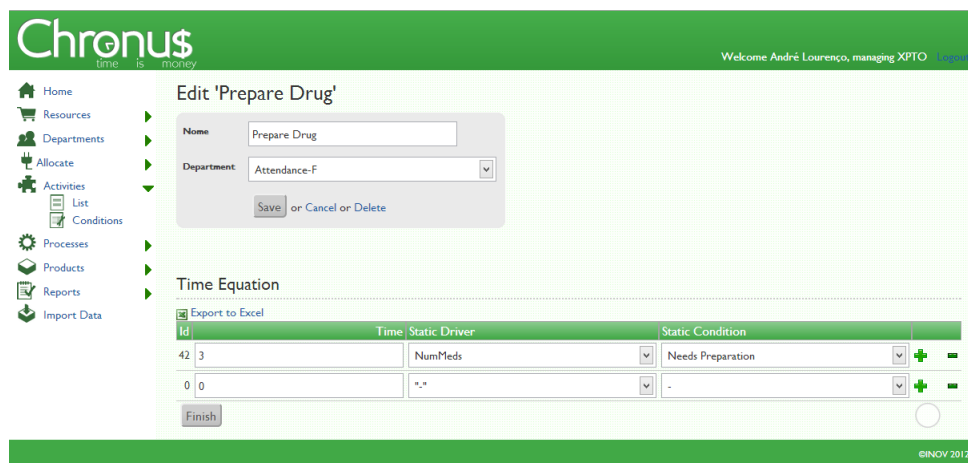 Chronu$
time is money
Welcome André Lourenço, managing XPTO Logout
Home
Resources
Departments
Allocate
Activities
List
Conditions
Processes
Products
Reports
Import Data
Edit 'Prepare Drug'
Nome Prepare Drug
Department Attendance-F
Save or Cancel or Delete
Time Equation
Export to Excel
Id Time Static Driver Static Condition
42 3 NumMeds Needs Preparation
0 0 "-" -
Finish
©INOV 2012